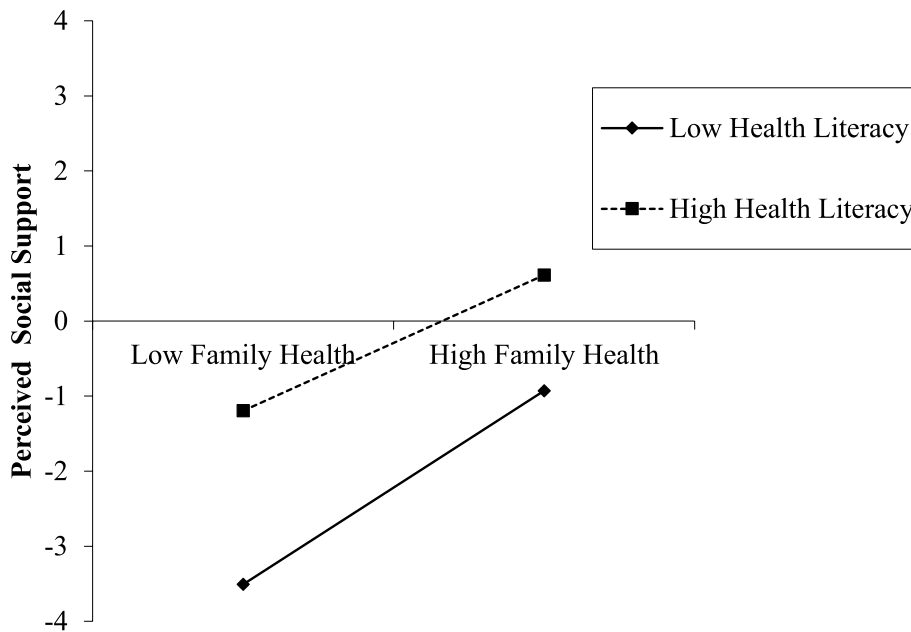 4
3
2
1
0
-1
-2
-3
-4
Perceived Social Support
Low Family Health
High Family Health
Low Health Literacy
High Health Literacy